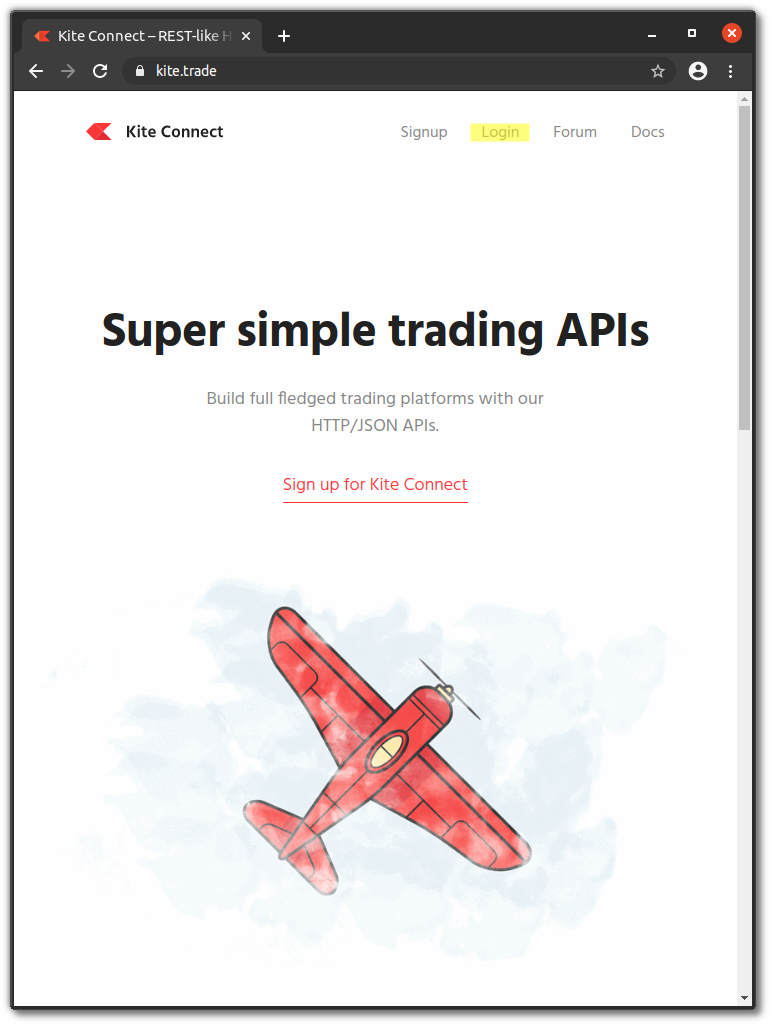 Kite Connect – REST-like H
kite.trade
Kite Connect
Signup Login Forum Docs
Super simple trading APIs
Build full fledged trading platforms with our
HTTP/JSON APIs.
Sign up for Kite Connect